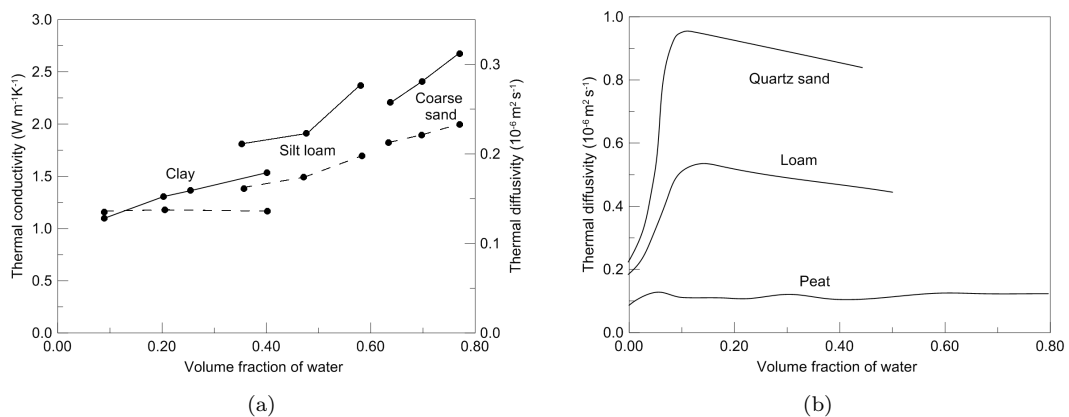 Thermal conductivity (W m⁻¹K⁻¹)
3.0
2.5
2.0
1.5
1.0
0.5
0.0
0.00
0.20
0.40
0.60
0.80
Volume fraction of water
Clay
Silt loam
Coarse
sand
0.3
0.2
0.1
0.0
Thermal diffusivity (10⁻⁶ m² s⁻¹)
(a)
Thermal diffusivity (10⁻⁶ m² s⁻¹)
1.0
0.8
0.6
0.4
0.2
0.0
0.00
0.20
0.40
0.60
0.80
Volume fraction of water
Quartz sand
Loam
Peat
(b)